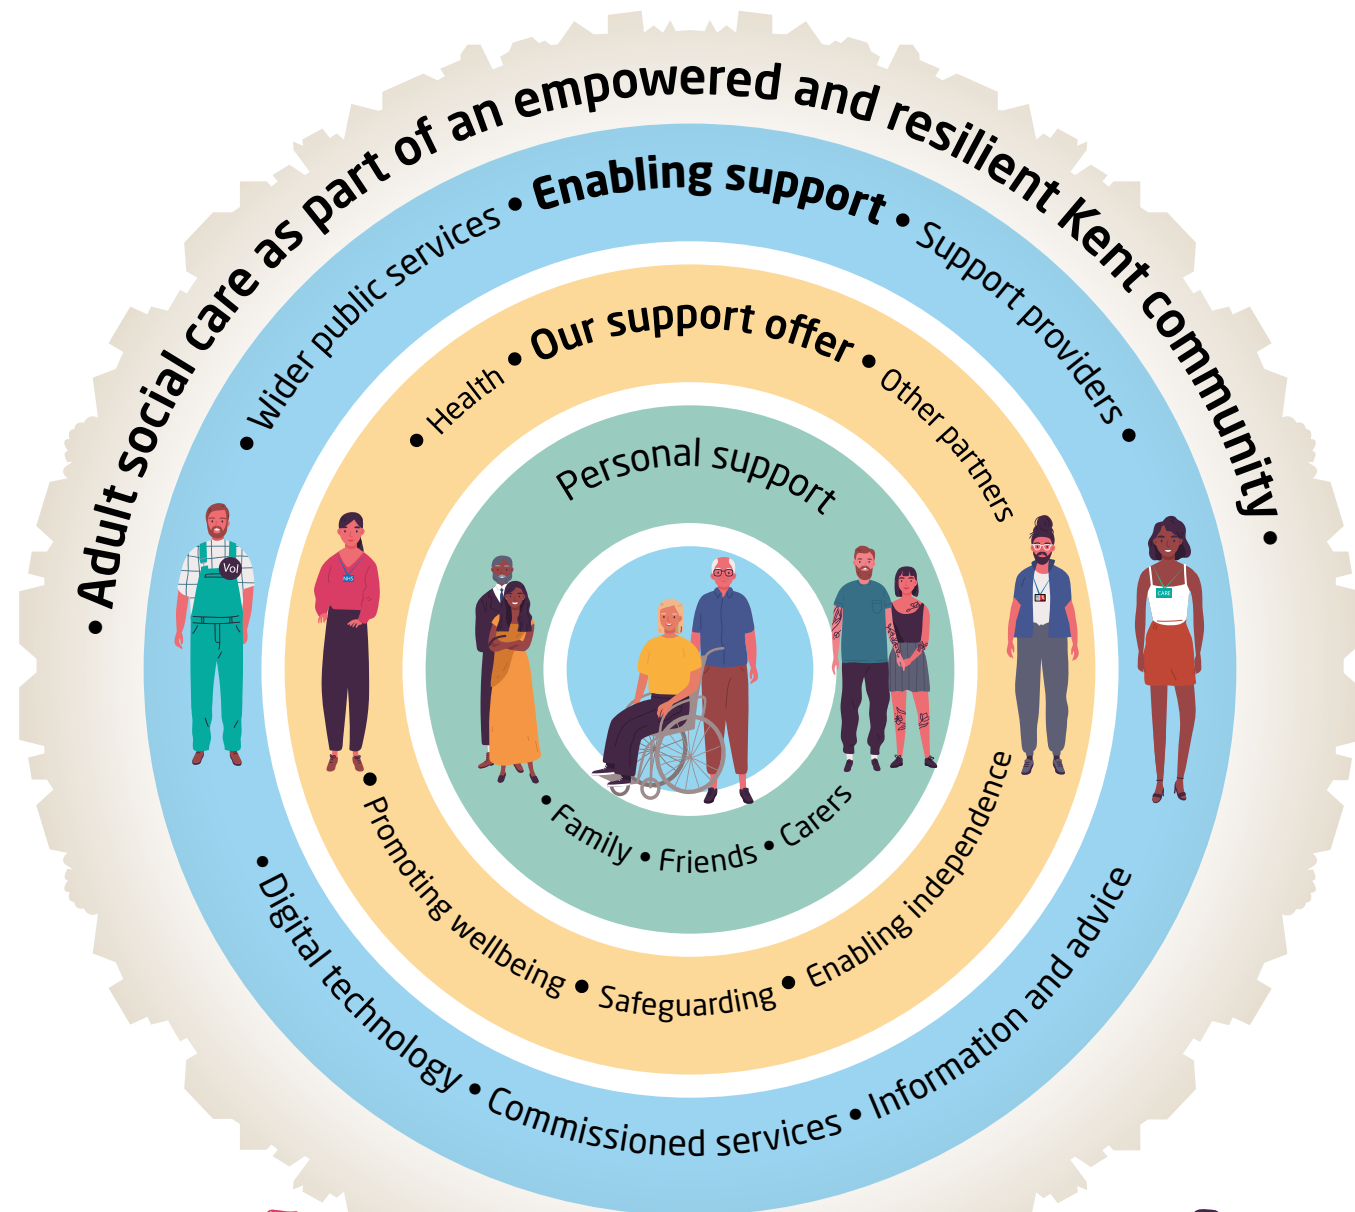 • Adult social care as part of an empowered and resilient Kent community •
• Wider public services • Enabling support • Support providers •
• Health • Our support offer • Other partners
Personal support
Vol
NHS
CARE
• Family • Friends • Carers
• Promoting wellbeing • Safeguarding • Enabling independence
• Digital technology • Commissioned services • Information and advice